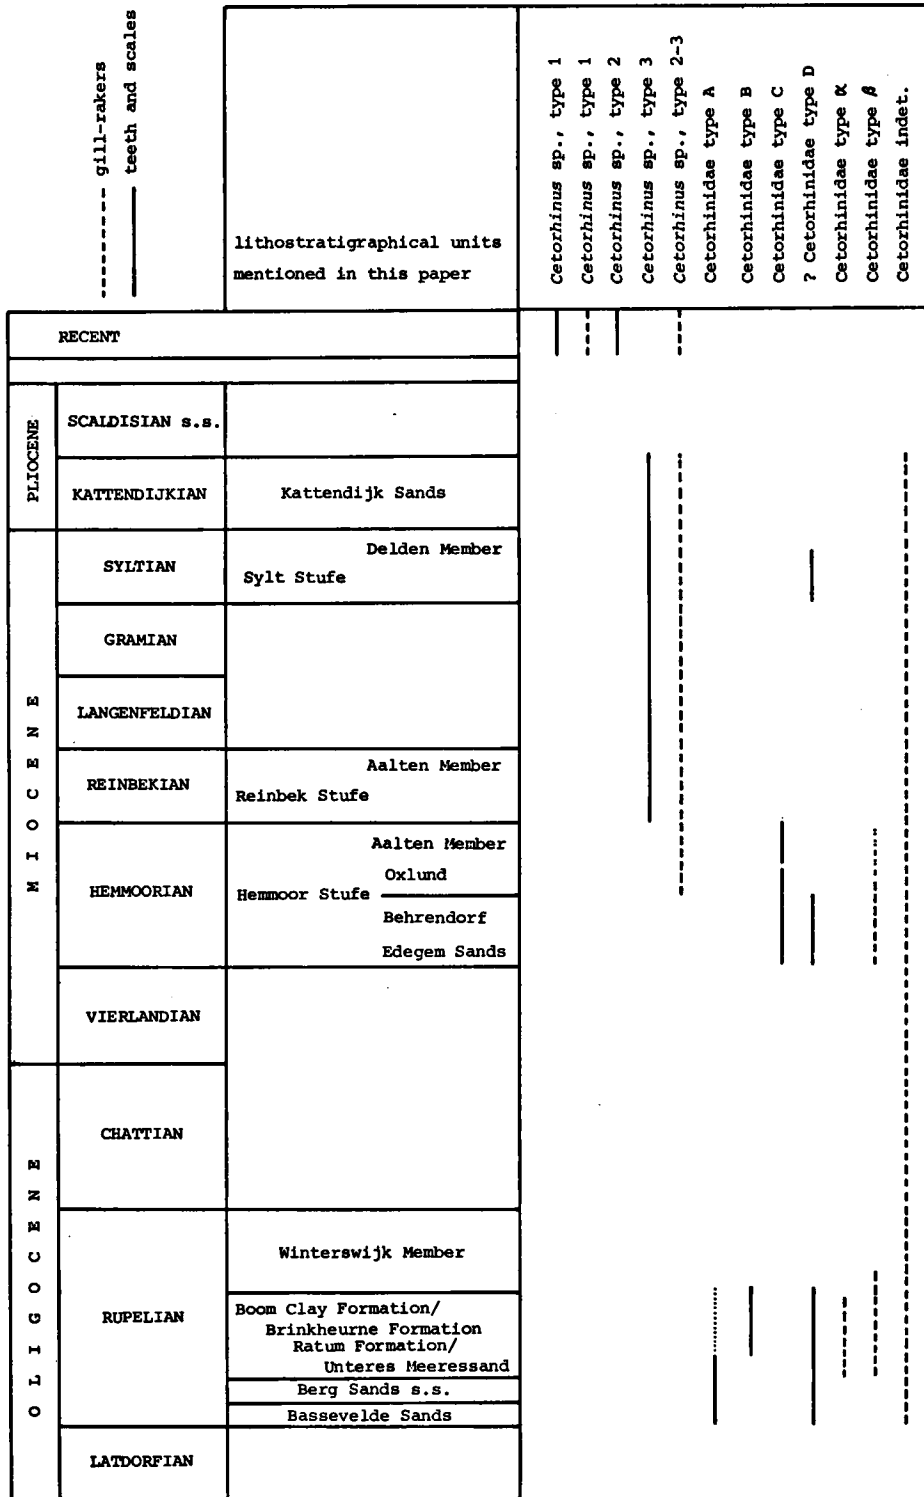 gill-rakers
teeth and scales
lithostratigraphical units
mentioned in this paper
Cetorhinus sp., type 1
Cetorhinus sp., type 1
Cetorhinus sp., type 2
Cetorhinus sp., type 3
Cetorhinus sp., type 2-3
Cetorhinidae type A
Cetorhinidae type B
Cetorhinidae type C
? Cetorhinidae type D
Cetorhinidae type α
Cetorhinidae type β
Cetorhinidae indet.
RECENT
PLIOCENE
SCALDISIAN s.s.
KATTENDIJKIAN
Kattendijk Sands
MIOCENE
SYLTIAN
Delden Member
Sylt Stufe
GRAMIAN
LANGENFELDIAN
REINBEKIAN
Aalten Member
Reinbek Stufe
HEMMOORIAN
Aalten Member
Oxlund
Hemmoor Stufe
Behrendorf
Edegem Sands
VIERLANDIAN
OLIGOCENE
CHATTIAN
RUPELIAN
Winterswijk Member
Boom Clay Formation/
Brinkheurne Formation
Ratum Formation/
Unteres Meeressand
Berg Sands s.s.
Bassevelde Sands
LATDORFIAN